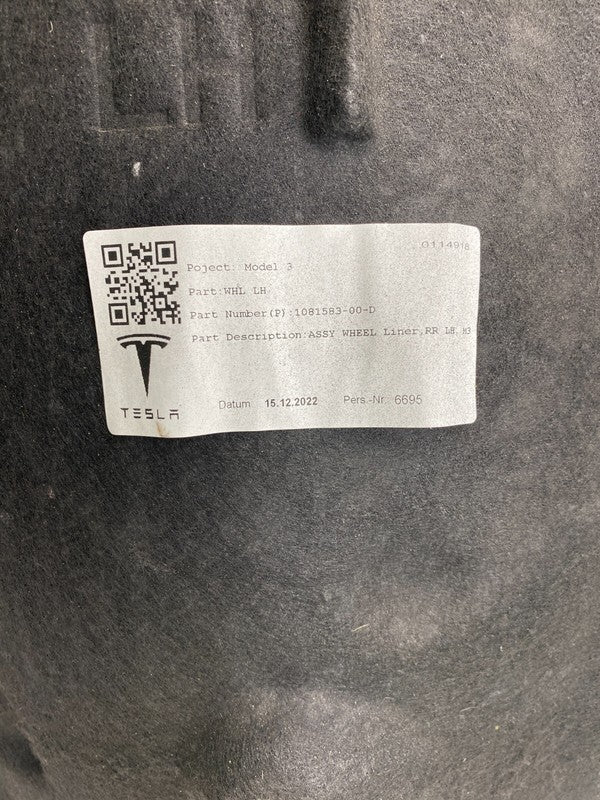 LH
0114918
Poject: Model 3
Part:WHL LH
Part Number(P):1081583-00-D
Part Description:ASSY WHEEL Liner,RR LH M3
TESLA
Datum 15.12.2022 Pers.-Nr.: 6695